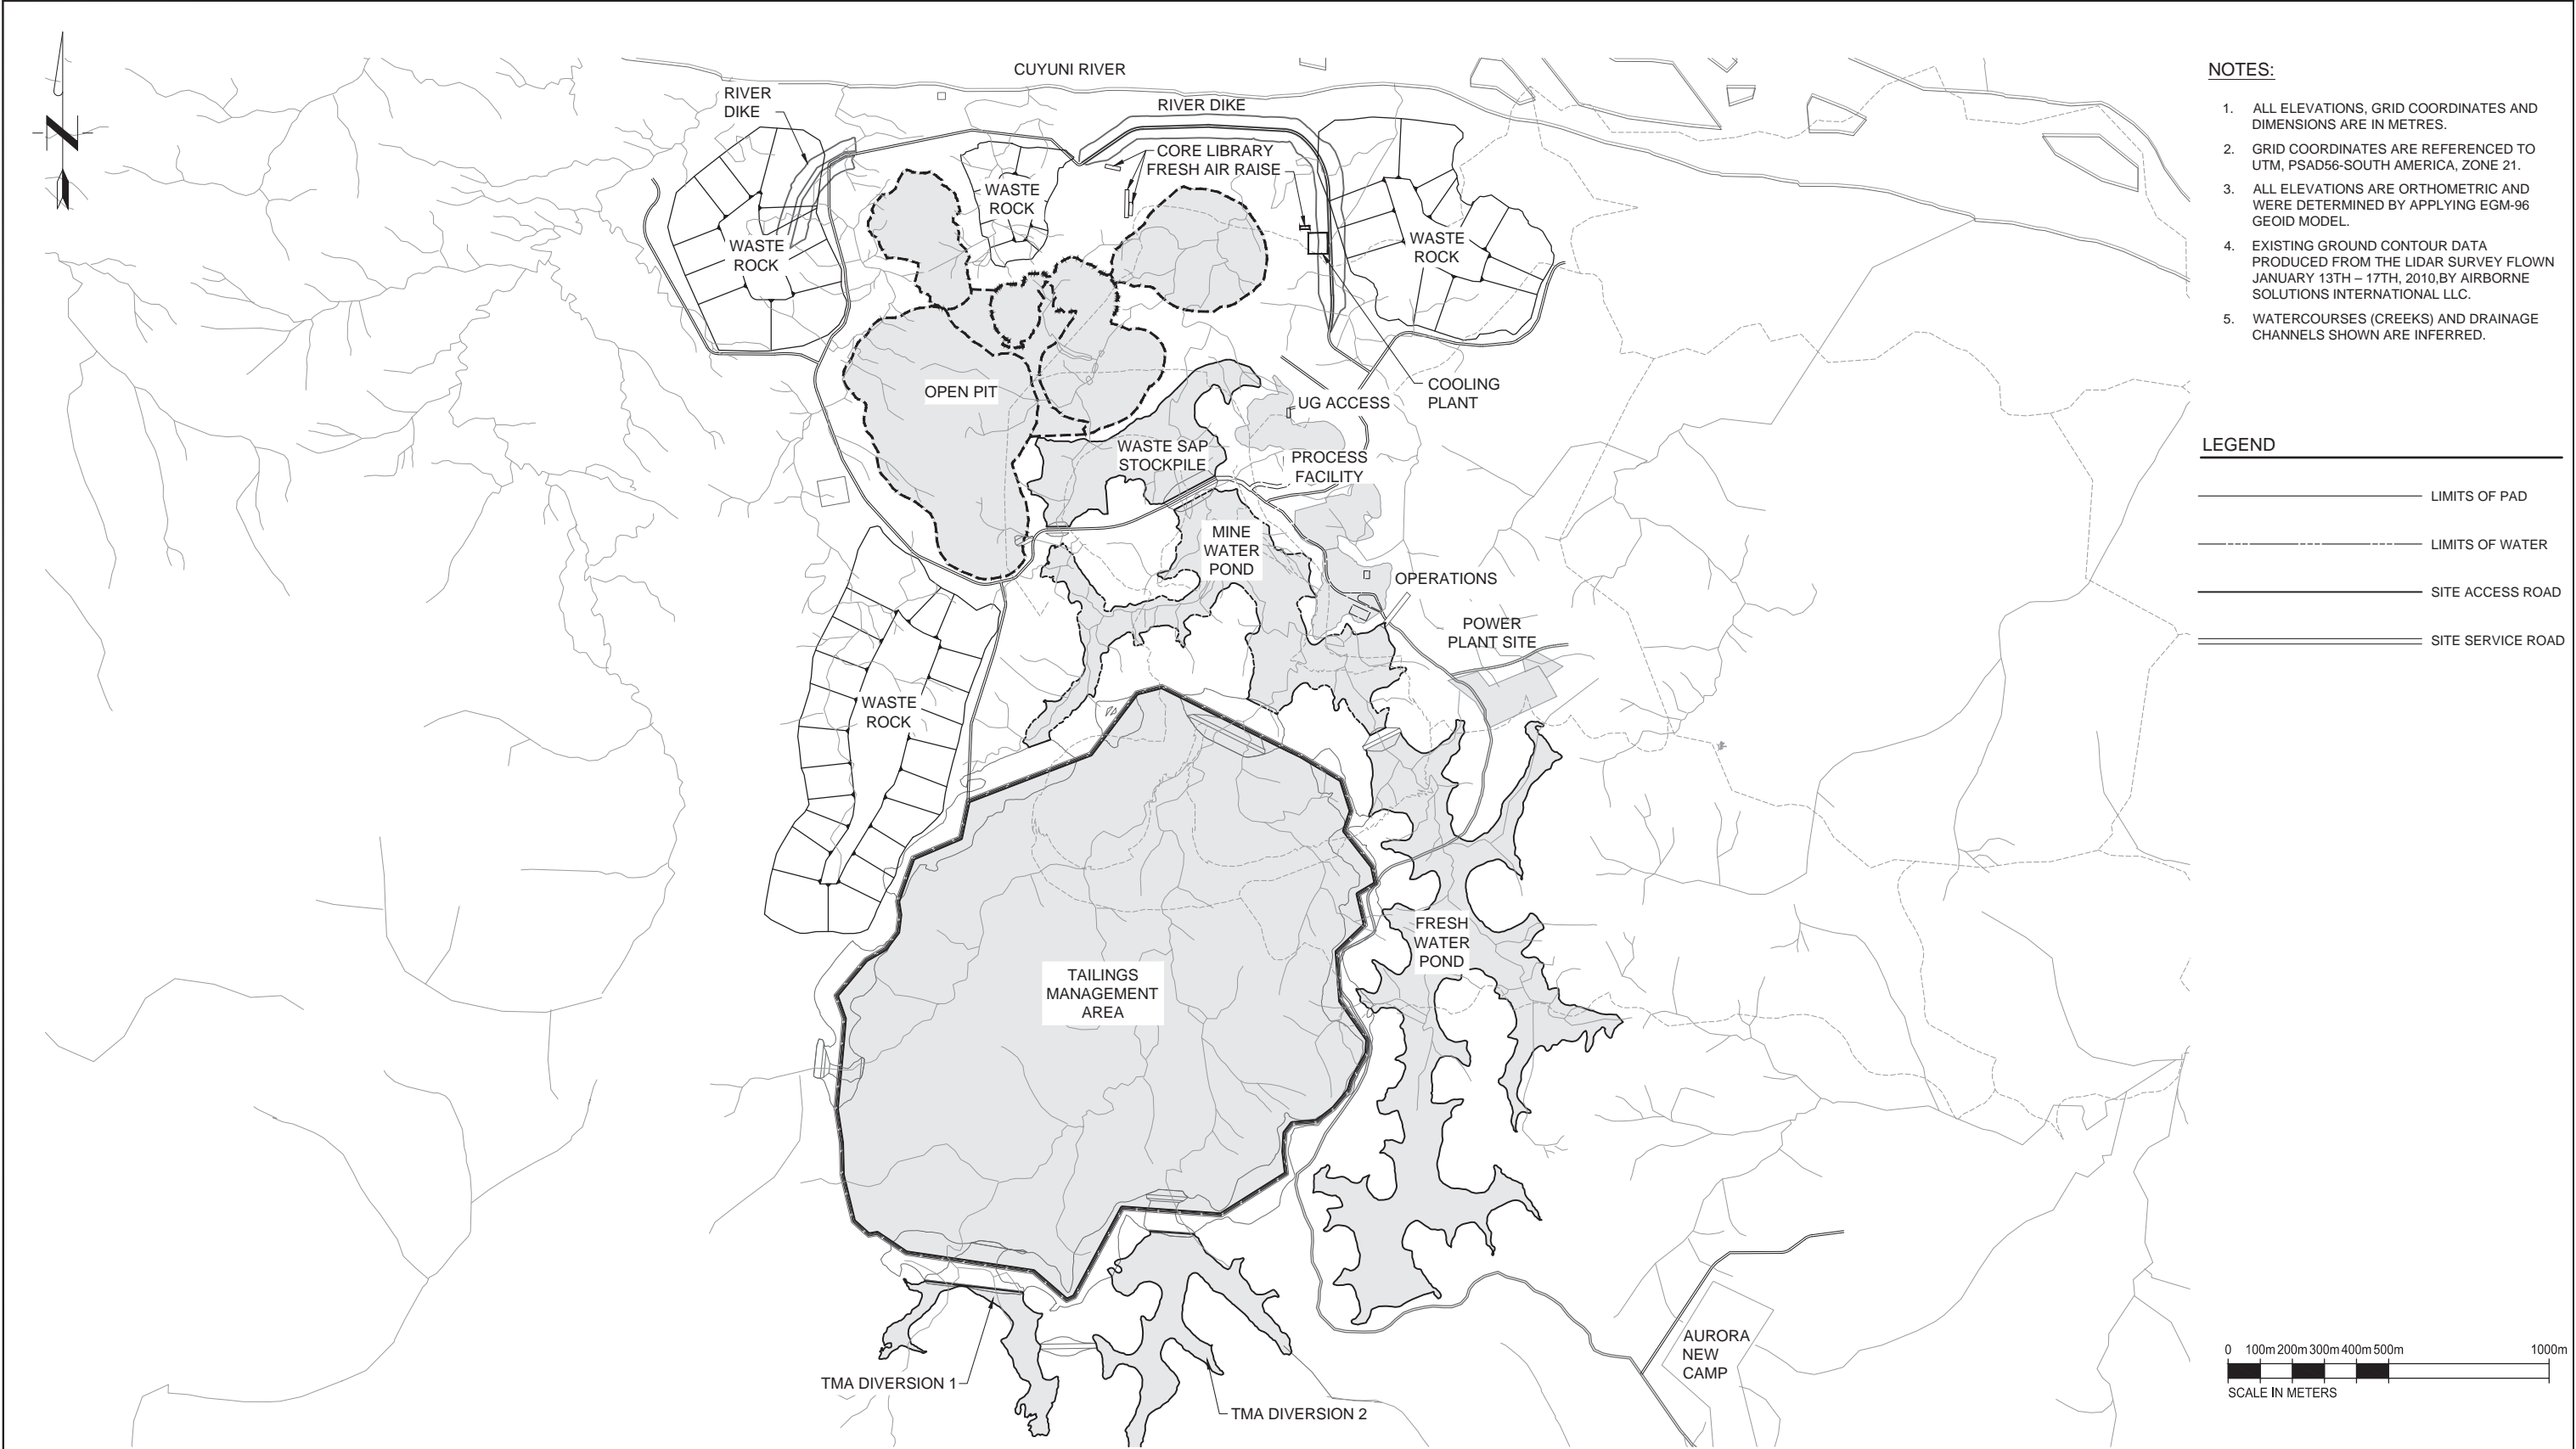 CUYUNI RIVER
RIVER
DIKE
RIVER DIKE
CORE LIBRARY
FRESH AIR RAISE
WASTE
ROCK
WASTE
ROCK
WASTE
ROCK
N
OPEN PIT
COOLING
PLANT
UG ACCESS
WASTE SAP
STOCKPILE
PROCESS
FACILITY
MINE
WATER
POND
OPERATIONS
POWER
PLANT SITE
WASTE
ROCK
FRESH
WATER
POND
TAILINGS
MANAGEMENT
AREA
AURORA
NEW
CAMP
TMA DIVERSION 1
TMA DIVERSION 2
NOTES:
1. ALL ELEVATIONS, GRID COORDINATES AND
DIMENSIONS ARE IN METRES.
2. GRID COORDINATES ARE REFERENCED TO
UTM, PSAD56-SOUTH AMERICA, ZONE 21.
3. ALL ELEVATIONS ARE ORTHOMETRIC AND
WERE DETERMINED BY APPLYING EGM-96
GEOID MODEL.
4. EXISTING GROUND CONTOUR DATA
PRODUCED FROM THE LIDAR SURVEY FLOWN
JANUARY 13TH – 17TH, 2010,BY AIRBORNE
SOLUTIONS INTERNATIONAL LLC.
5. WATERCOURSES (CREEKS) AND DRAINAGE
CHANNELS SHOWN ARE INFERRED.
LEGEND
LIMITS OF PAD
LIMITS OF WATER
SITE ACCESS ROAD
SITE SERVICE ROAD
0 100m 200m 300m 400m 500m 1000m
SCALE IN METERS